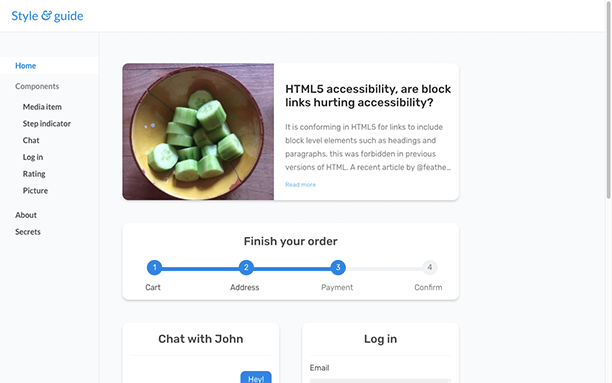 Style & guide
Home
Components
Media item
Step indicator
Chat
Log in
Rating
Picture
About
Secrets
HTML5 accessibility, are block
links hurting accessibility?
It is conforming in HTML5 for links to include
block level elements such as headings and
paragraphs, this was forbidden in previous
versions of HTML. A recent article by @feathe...
Read more
Finish your order
1 2 3 4
Cart Address Payment Confirm
Chat with John
Hey!
Log in
Email